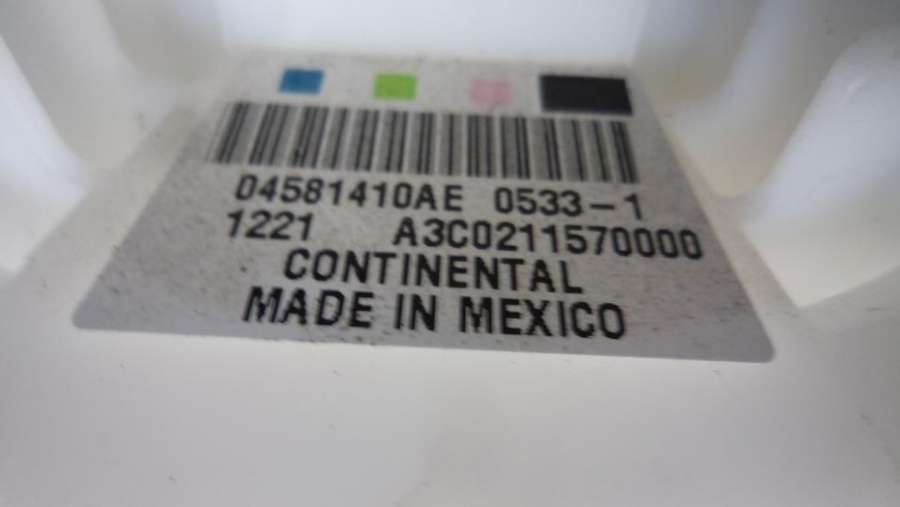 04581410AE 0533-1
1221 A3C0211570000
CONTINENTAL
MADE IN MEXICO